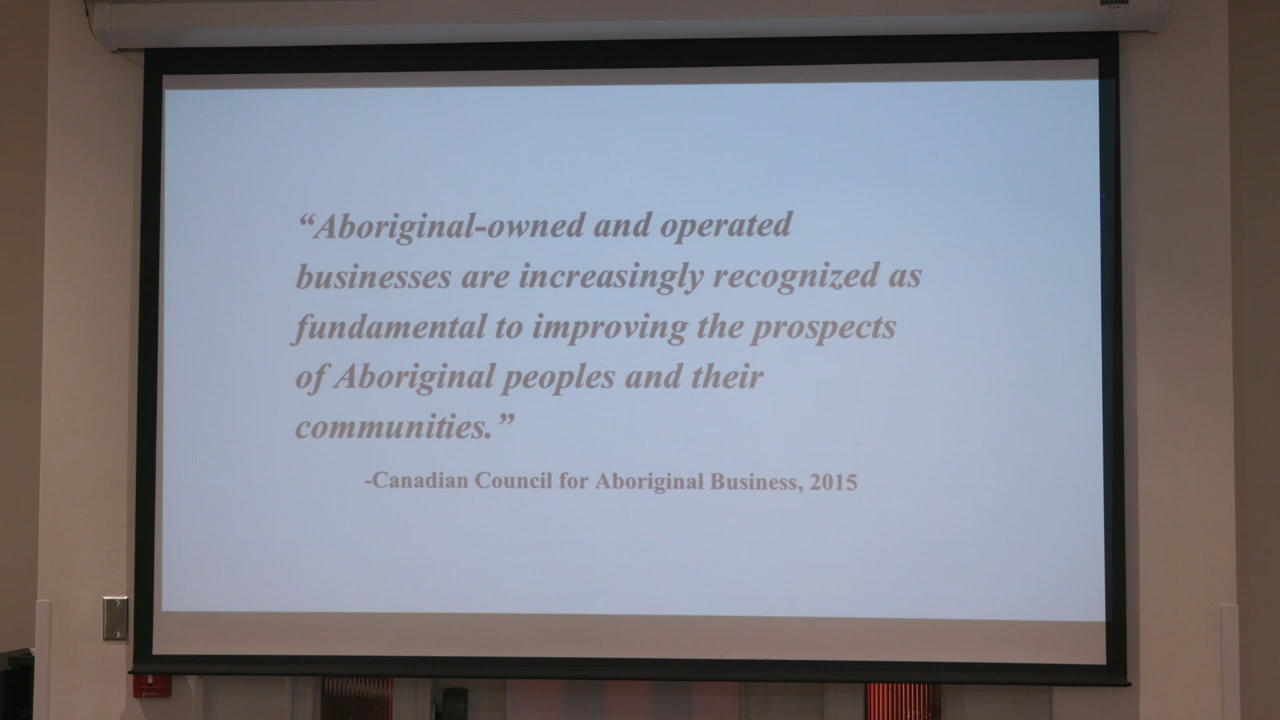 “Aboriginal-owned and operated
businesses are increasingly recognized as
fundamental to improving the prospects
of Aboriginal peoples and their
communities.”
-Canadian Council for Aboriginal Business, 2015